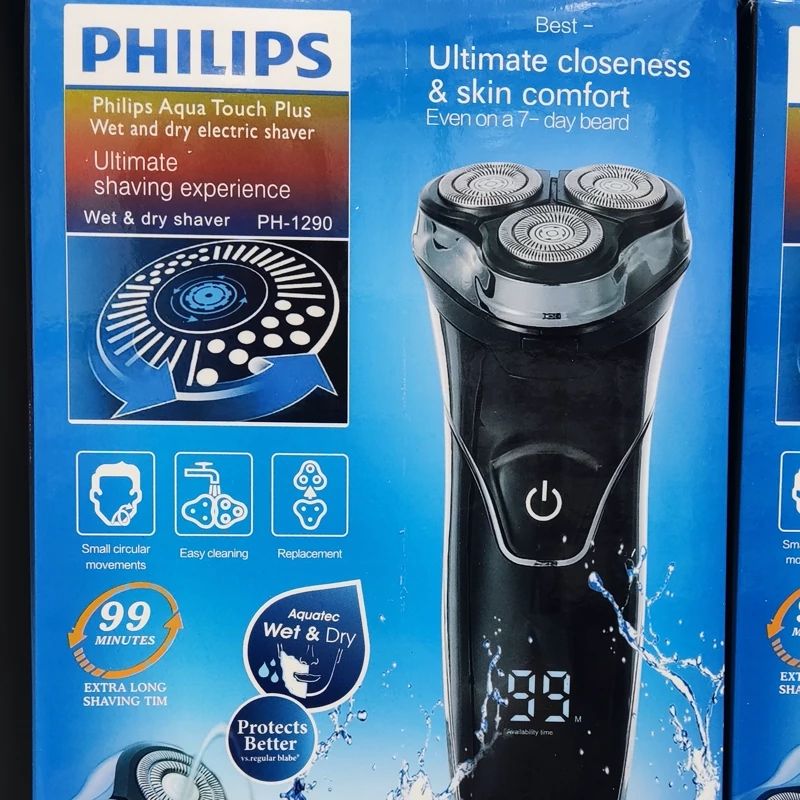 PHILIPS
Philips Aqua Touch Plus
Wet and dry electric shaver
Ultimate
shaving experience
Wet & dry shaver PH-1290
Best –
Ultimate closeness
& skin comfort
Even on a 7– day beard
Small circular
movements
Easy cleaning
Replacement
99
MINUTES
EXTRA LONG
SHAVING TIM
Aquatec
Wet & Dry
Protects
Better
vs.regular blabe
99
M
Availability time